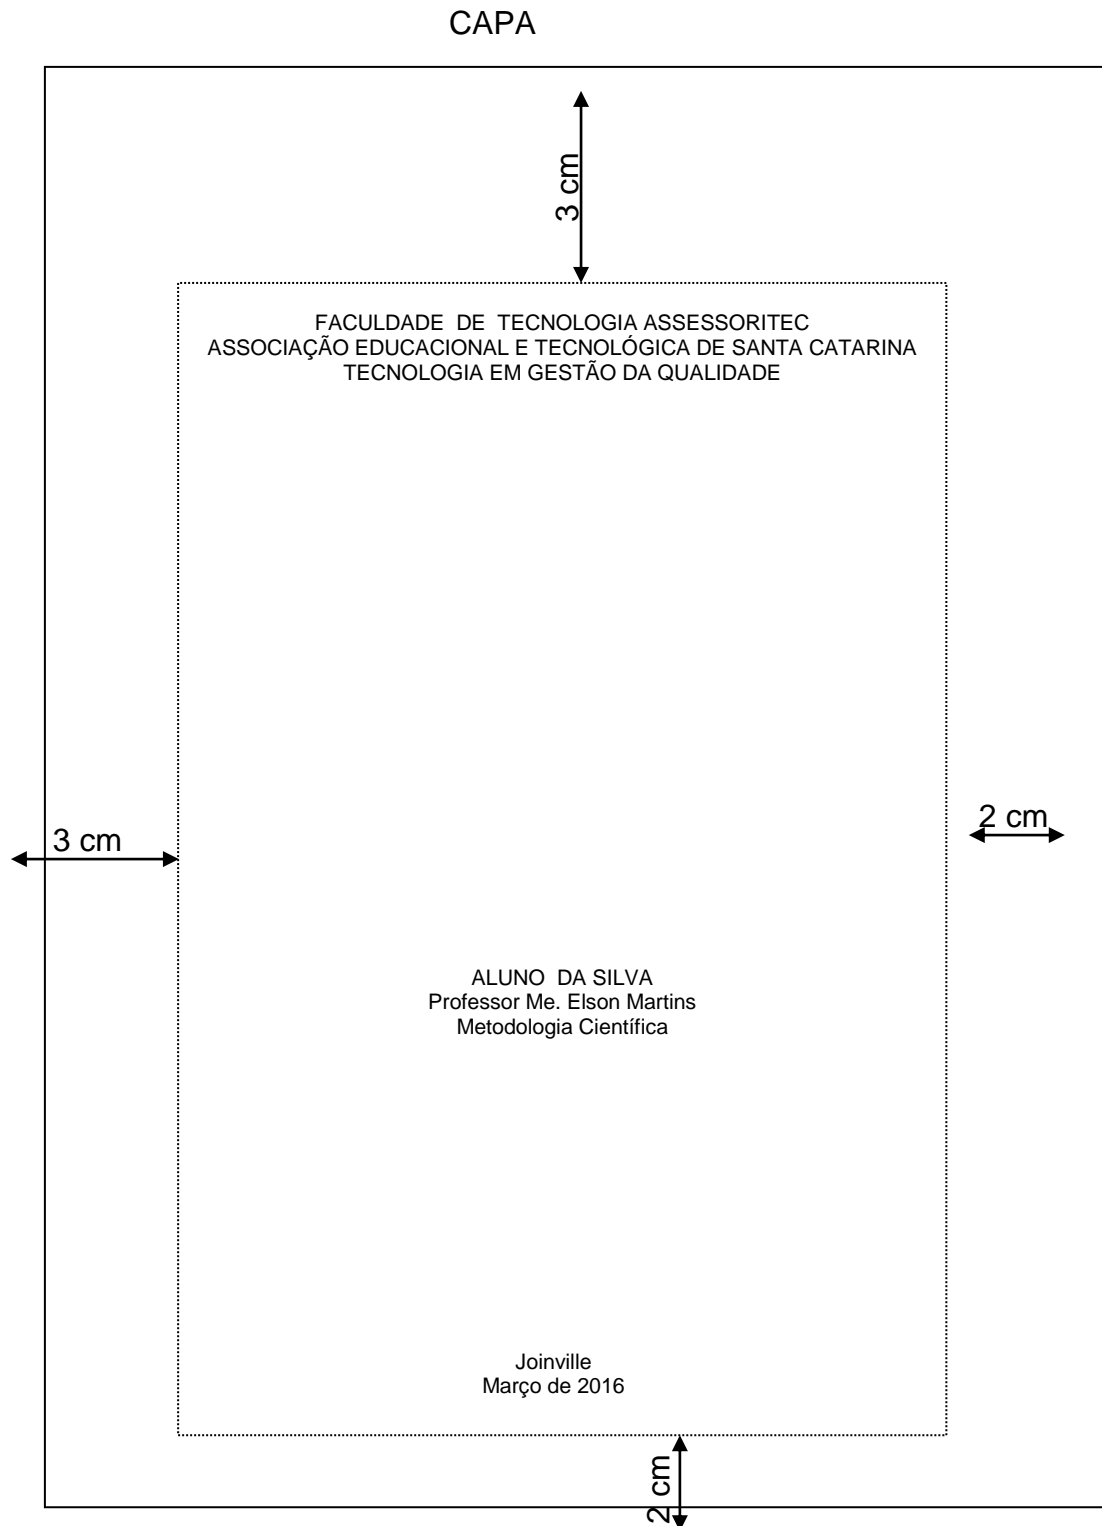 CAPA
3 cm
FACULDADE DE TECNOLOGIA ASSESSORITEC
ASSOCIAÇÃO EDUCACIONAL E TECNOLÓGICA DE SANTA CATARINA
TECNOLOGIA EM GESTÃO DA QUALIDADE
2 cm
3 cm
ALUNO DA SILVA
Professor Me. Elson Martins
Metodologia Científica
Joinville
Março de 2016
2 cm